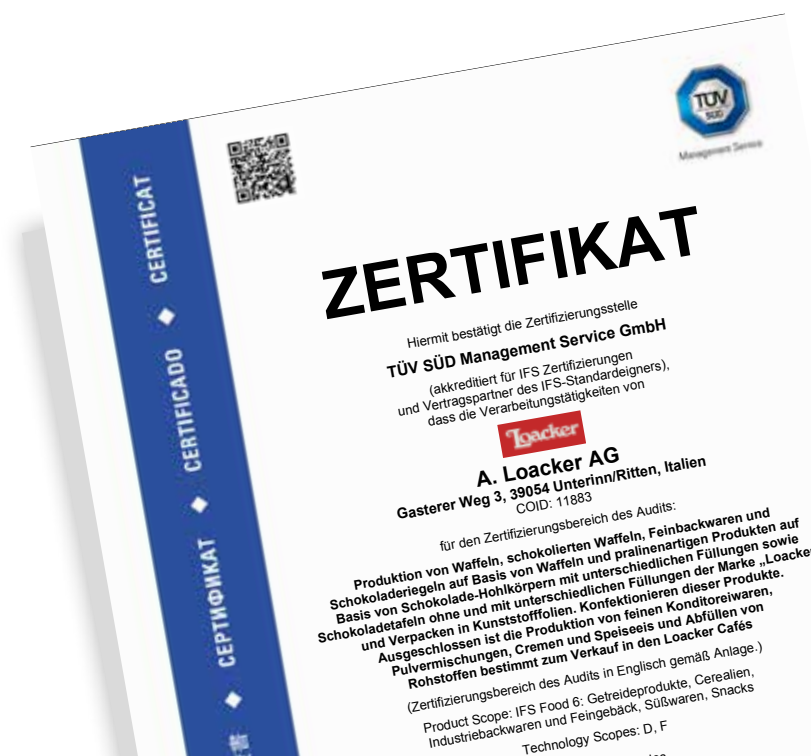 TÜV
SÜD
Management Service
CERTIFICAT
CERTIFICADO
СЕРТИФИКАТ
書
ZERTIFIKAT
Hiermit bestätigt die Zertifizierungsstelle
TÜV SÜD Management Service GmbH
(akkreditiert für IFS Zertifizierungen
und Vertragspartner des IFS-Standardeigners),
dass die Verarbeitungstätigkeiten von
Loacker
A. Loacker AG
Gasterer Weg 3, 39054 Unterinn/Ritten, Italien
COID: 11883
für den Zertifizierungsbereich des Audits:
Produktion von Waffeln, schokolierten Waffeln, Feinbackwaren und
Schokoladeriegeln auf Basis von Waffeln und pralinenartigen Produkten auf
Basis von Schokolade-Hohlkörpern mit unterschiedlichen Füllungen sowie
Schokoladetafeln ohne und mit unterschiedlichen Füllungen der Marke „Loacke
und Verpacken in Kunststofffolien. Konfektionieren dieser Produkte.
Ausgeschlossen ist die Produktion von feinen Konditoreiwaren,
Pulvermischungen, Cremen und Speiseeis und Abfüllen von
Rohstoffen bestimmt zum Verkauf in den Loacker Cafés
(Zertifizierungsbereich des Audits in Englisch gemäß Anlage.)
Product Scope: IFS Food 6: Getreideprodukte, Cerealien,
Industriebackwaren und Feingebäck, Süßwaren, Snacks
Technology Scopes: D, F